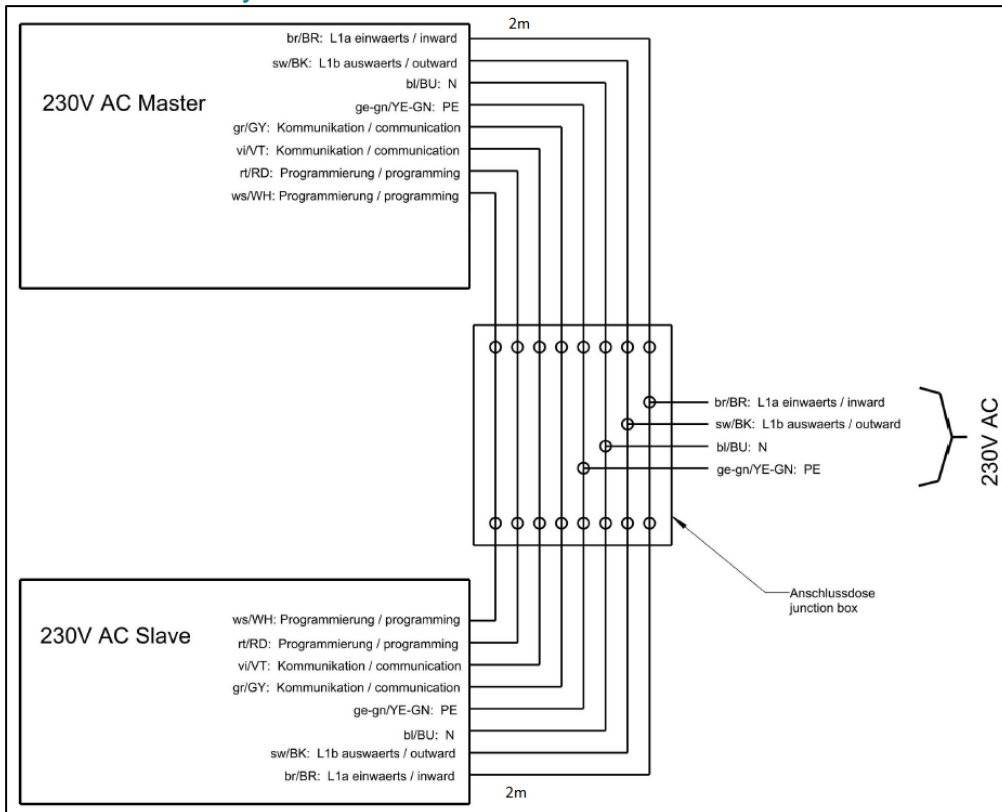 2m
br/BR: L1a einwaerts / inward
sw/BK: L1b auswaerts / outward
bl/BU: N
230V AC Master
ge-gn/YE-GN: PE
gr/GY: Kommunikation / communication
vi/VT: Kommunikation / communication
rt/RD: Programmierung / programming
ws/WH: Programmierung / programming
br/BR: L1a einwaerts / inward
sw/BK: L1b auswaerts / outward
bl/BU: N
ge-gn/YE-GN: PE
230V AC
Anschlussdose
junction box
ws/WH: Programmierung / programming
230V AC Slave
rt/RD: Programmierung / programming
vi/VT: Kommunikation / communication
gr/GY: Kommunikation / communication
ge-gn/YE-GN: PE
bl/BU: N
sw/BK: L1b auswaerts / outward
br/BR: L1a einwaerts / inward
2m